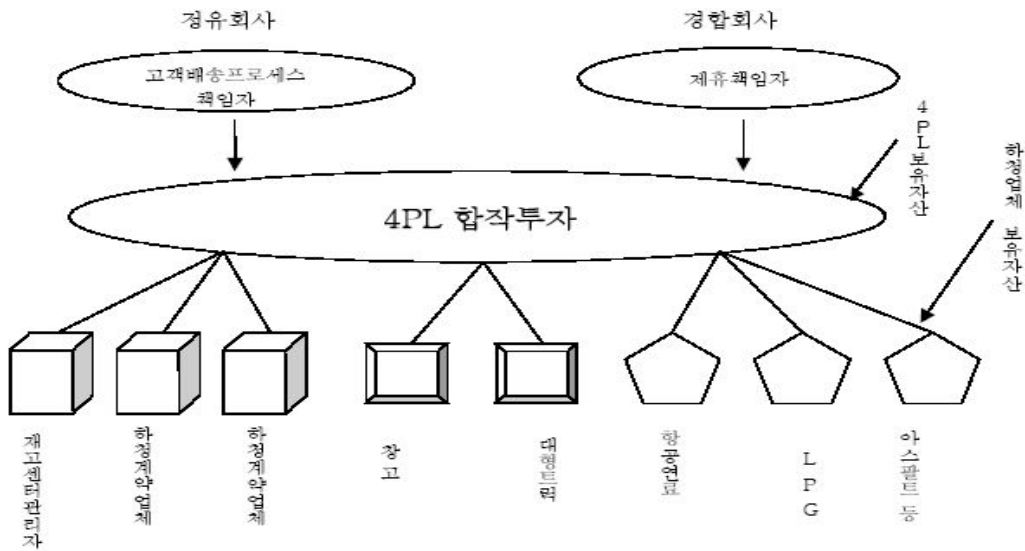 정유회사
경합회사
고객배송프로세스
책임자
제휴책임자
4PL보유자산
하청업체 보유자산
4PL 합작투자
재고센터관리자
하청계약업체
하청계약업체
창고
대형트럭
항공연료
LPG
아스팔트 등